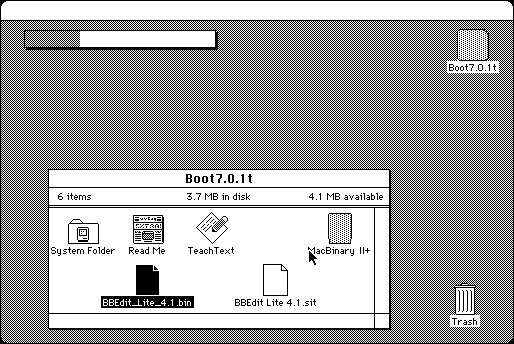 Boot7.0.1t
Boot7.0.1t
6 items 3.7 MB in disk 4.1 MB available
System Folder Read Me TeachText MacBinary II+
BBEdit_Lite_4.1.bin BBEdit Lite 4.1.sit
Trash